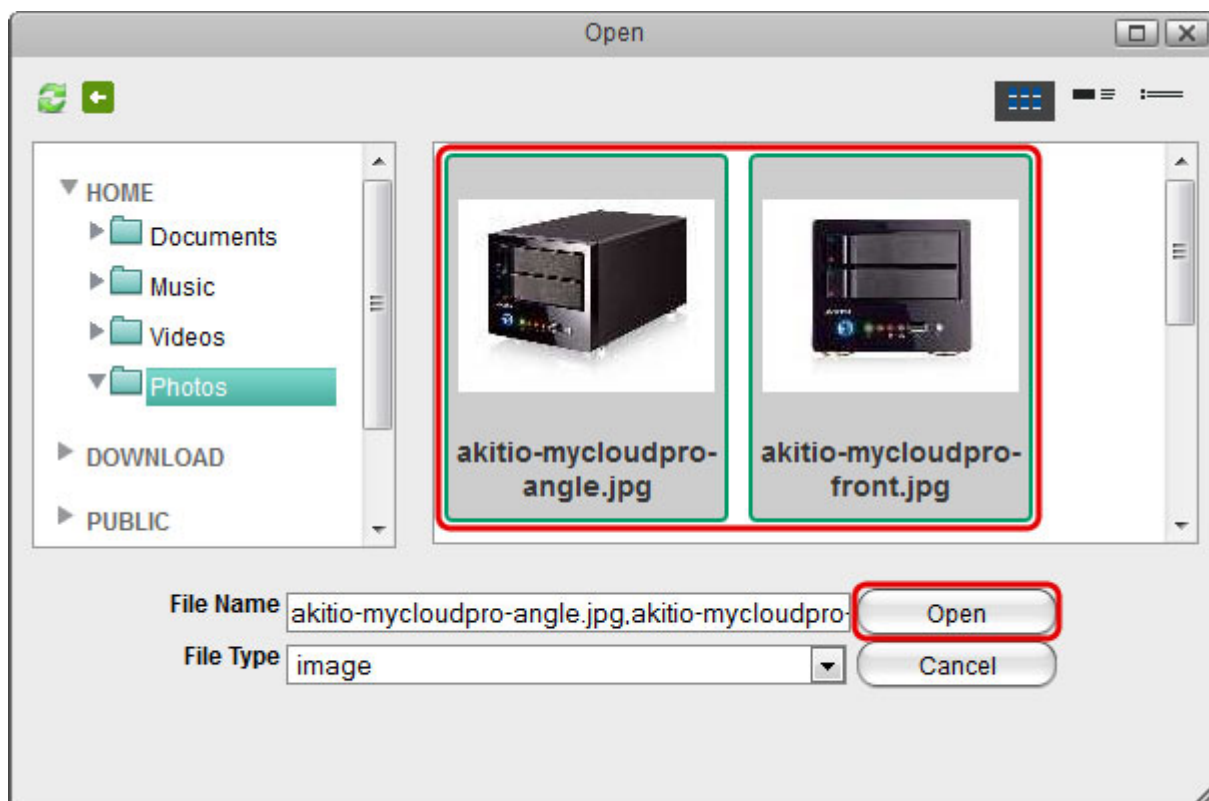 Open
HOME
Documents
Music
Videos
Photos
DOWNLOAD
PUBLIC
akitio-mycloudpro-
angle.jpg
akitio-mycloudpro-
front.jpg
File Name
akitio-mycloudpro-angle.jpg,akitio-mycloudpro-
Open
File Type
image
Cancel